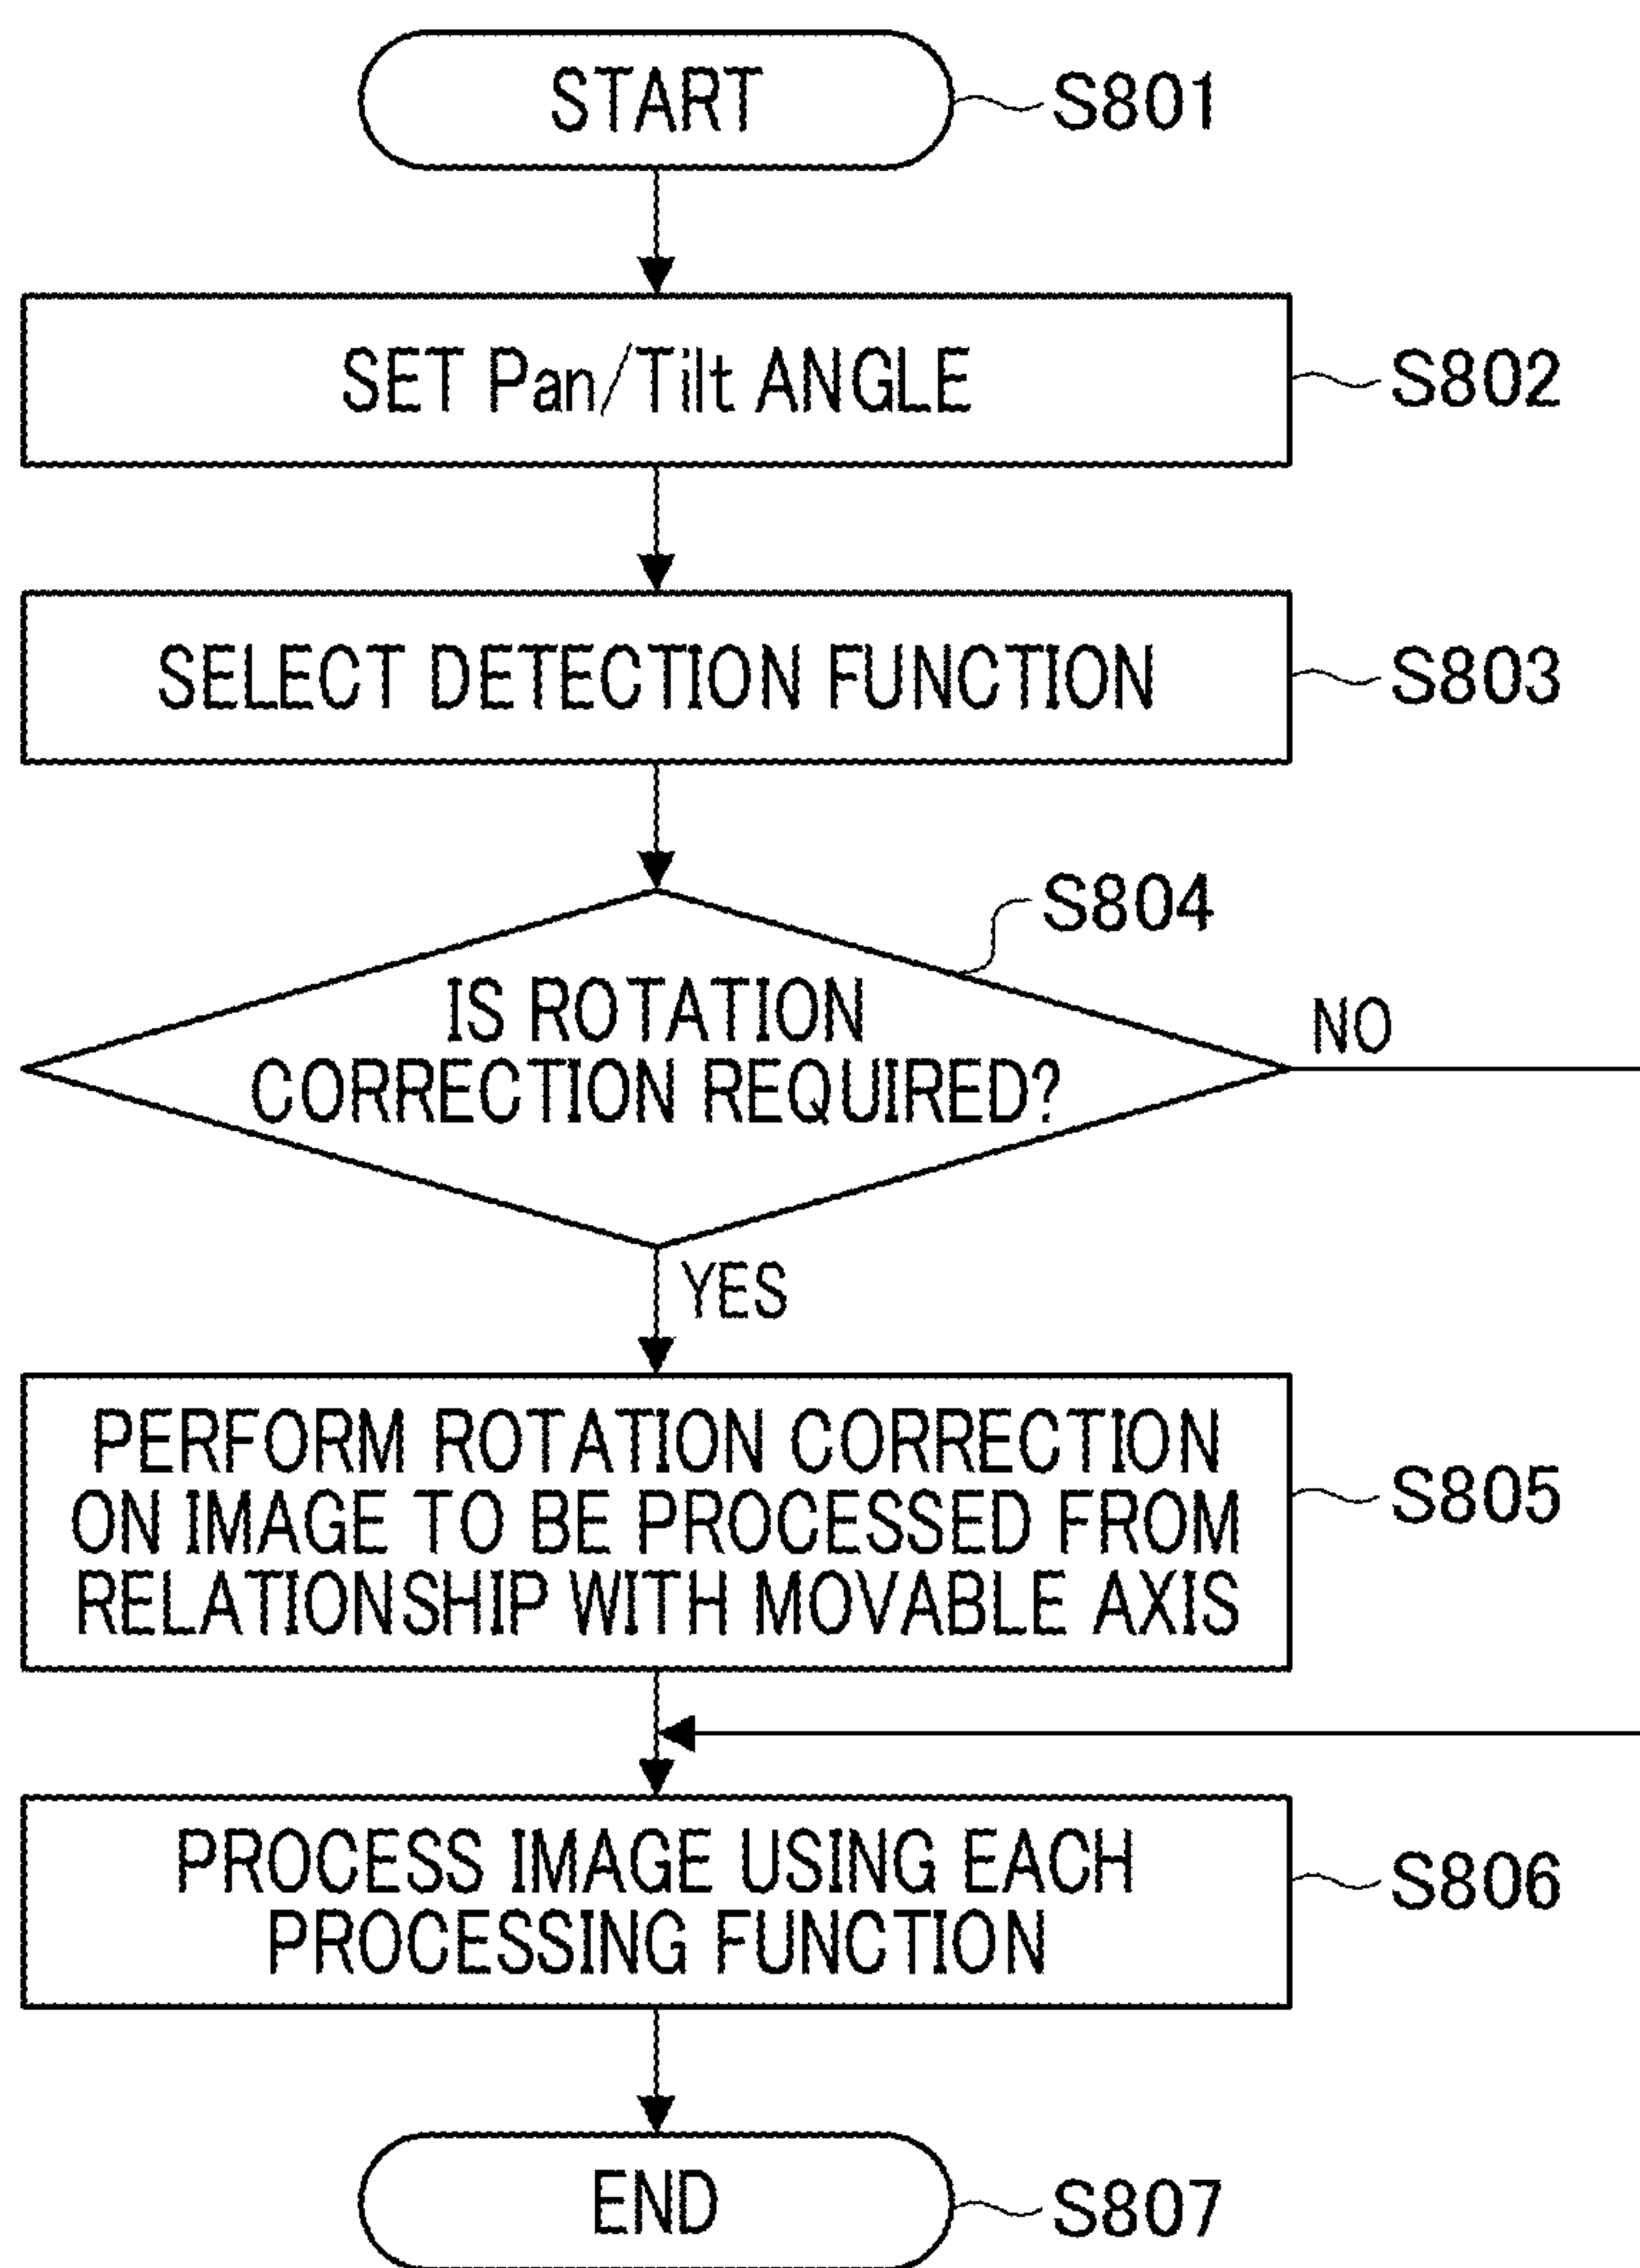 START
S801
SET Pan/Tilt ANGLE
S802
SELECT DETECTION FUNCTION
S803
S804
IS ROTATION
CORRECTION REQUIRED?
NO
YES
PERFORM ROTATION CORRECTION
ON IMAGE TO BE PROCESSED FROM
RELATIONSHIP WITH MOVABLE AXIS
S805
PROCESS IMAGE USING EACH
PROCESSING FUNCTION
S806
END
S807